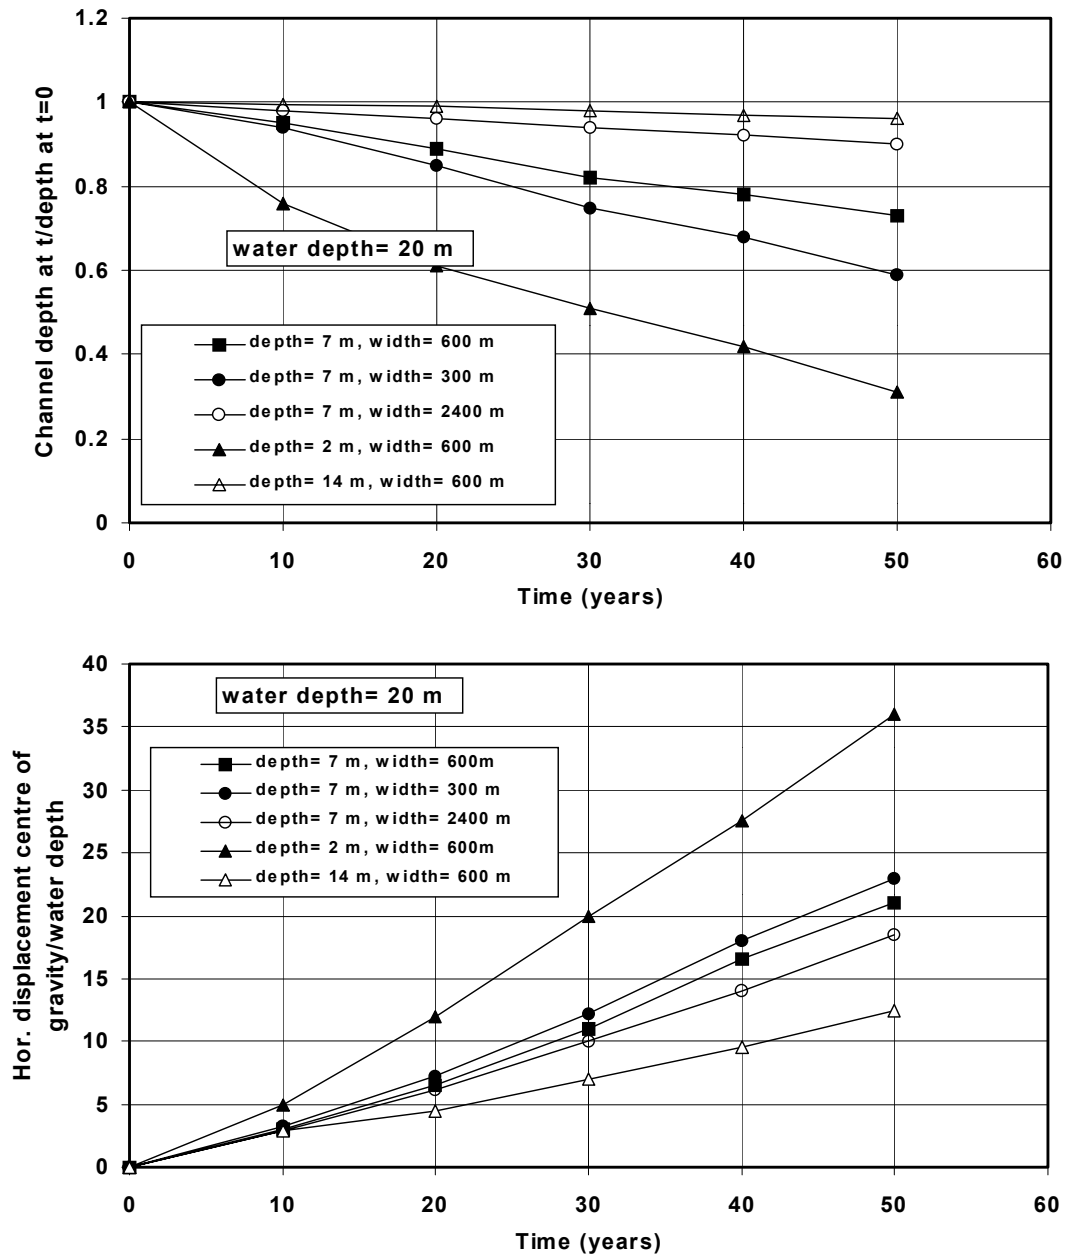 1.2
1
0.8
0.6
0.4
0.2
0
Channel depth at t/depth at t=0
water depth= 20 m
depth= 7 m, width= 600 m
depth= 7 m, width= 300 m
depth= 7 m, width= 2400 m
depth= 2 m, width= 600 m
depth= 14 m, width= 600 m
0 10 20 30 40 50 60
Time (years)
40
35
30
25
20
15
10
5
0
Hor. displacement centre of
gravity/water depth
water depth= 20 m
depth= 7 m, width= 600m
depth= 7 m, width= 300 m
depth= 7 m, width= 2400 m
depth= 2 m, width= 600m
depth= 14 m, width= 600 m
0 10 20 30 40 50 60
Time (years)